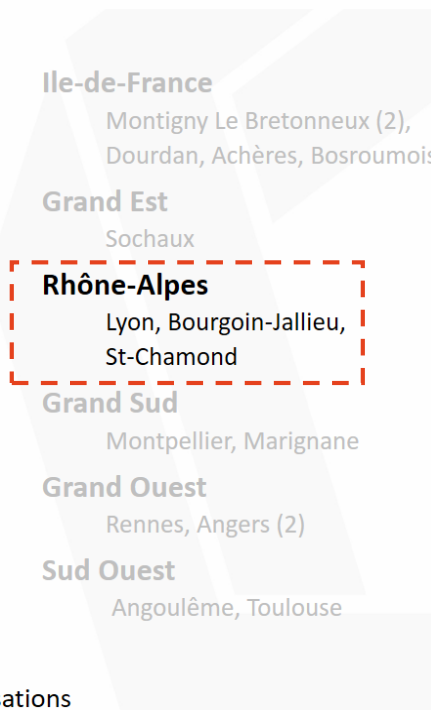 Ile-de-France
Montigny Le Bretonneux (2),
Dourdan, Achères, Bosroumois
Grand Est
Sochaux
Rhône-Alpes
Lyon, Bourgoin-Jallieu,
St-Chamond
Grand Sud
Montpellier, Marignane
Grand Ouest
Rennes, Angers (2)
Sud Ouest
Angoulême, Toulouse
sations